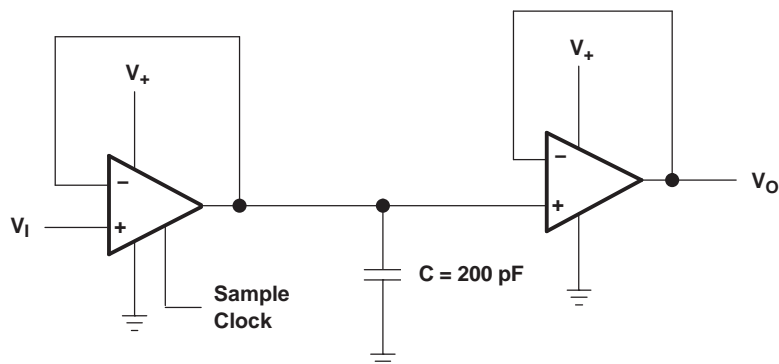 V+
V+
−
−
VO
VI
+
+
C = 200 pF
Sample
Clock